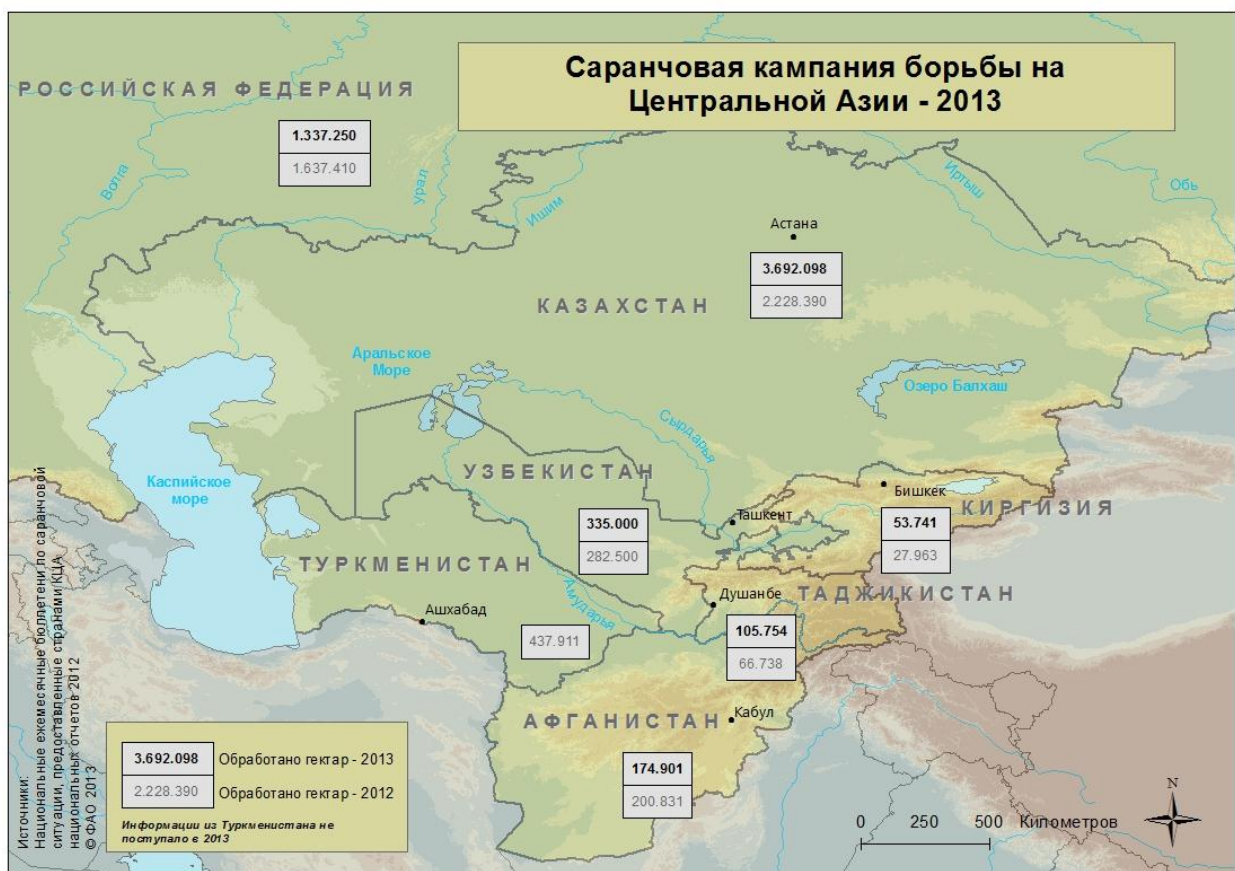 Саранчовая кампания борьбы на
Центральной Азии - 2013
РОССИЙСКАЯ ФЕДЕРАЦИЯ
1.337.250
1.637.410
Волга
Урал
Ишим
Иртыш
Обь
Астана
3.692.098
2.228.390
КАЗАХСТАН
Аральское
Море
Озеро Балхаш
Сырдарья
Каспийское
море
УЗБЕКИСТАН
335.000
282.500
Ташкент
Бишкек
КИРГИЗИЯ
53.741
27.963
ТУРКМЕНИСТАН
Амударья
Ашхабад
437.911
Душанбе
ТАДЖИКИСТАН
105.754
66.738
АФГАНИСТАН
Кабул
174.901
200.831
3.692.098
Обработано гектар - 2013
2.228.390
Обработано гектар - 2012
Информации из Туркменистана не
поступало в 2013
0 250 500 Километров
N
Источники:
Национальные ежемесячные бюллетени по саранчовой
ситуации, предоставленные странами КЦА
национальных отчетов 2012
© ФАО 2013